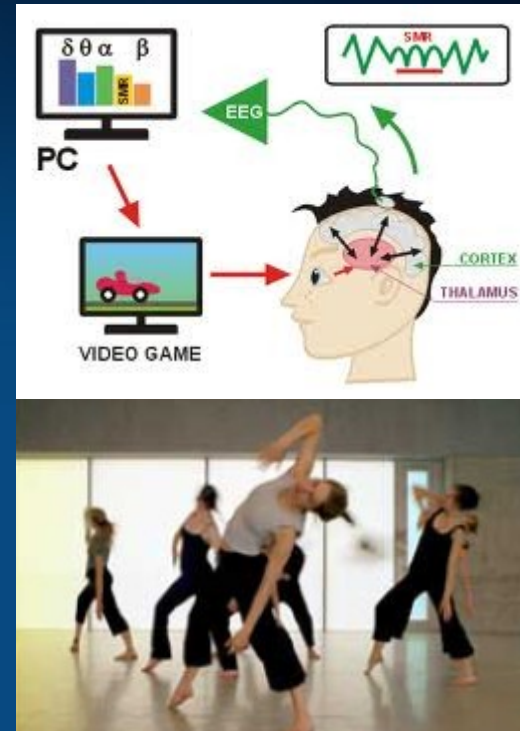 δ θ α β
SMR
PC
EEG
SMR
VIDEO GAME
CORTEX
THALAMUS